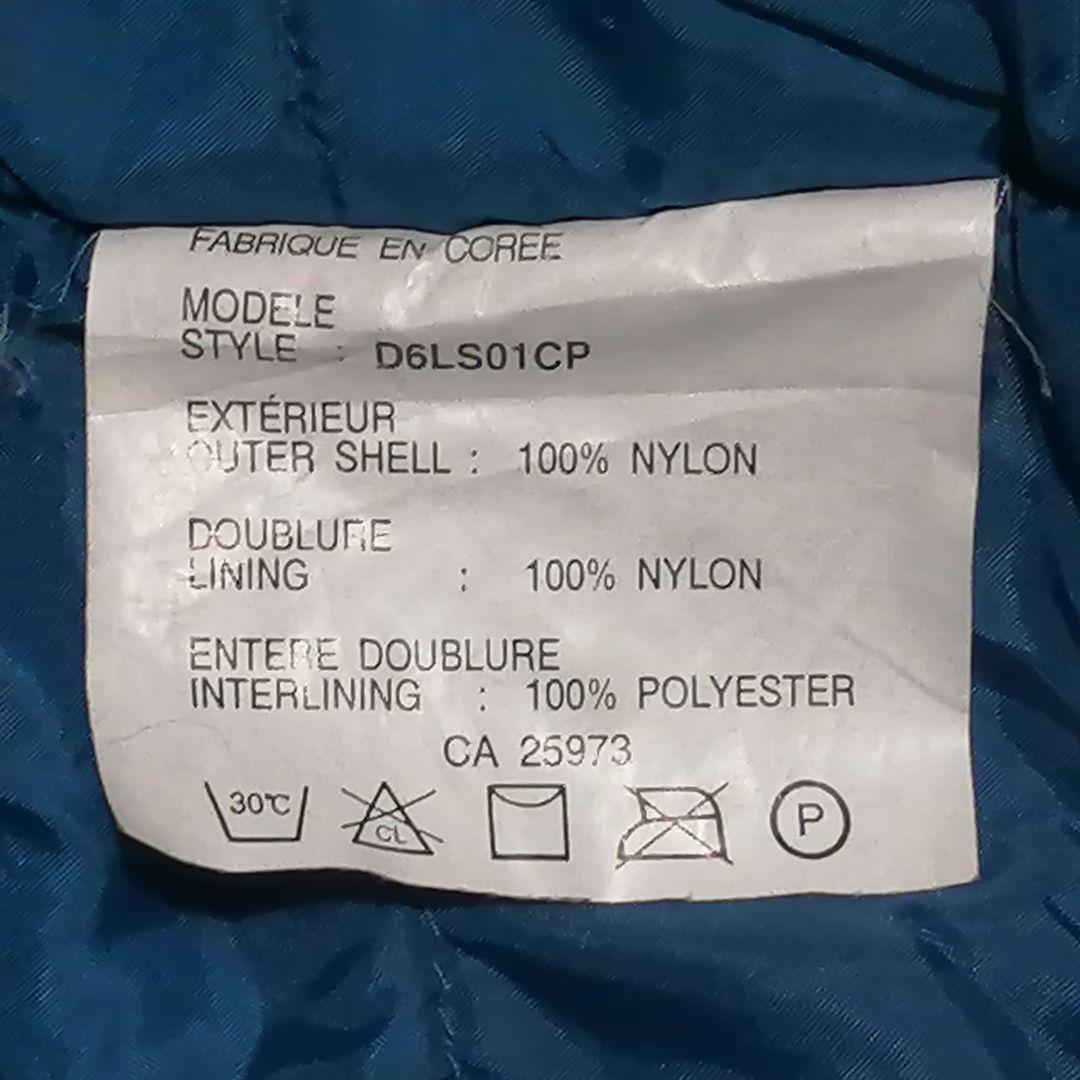 FABRIQUE EN COREE
MODELE
STYLE : D6LS01CP
EXTÉRIEUR
OUTER SHELL : 100% NYLON
DOUBLURE
LINING : 100% NYLON
ENTERE DOUBLURE
INTERLINING : 100% POLYESTER
CA 25973
30°C CL P